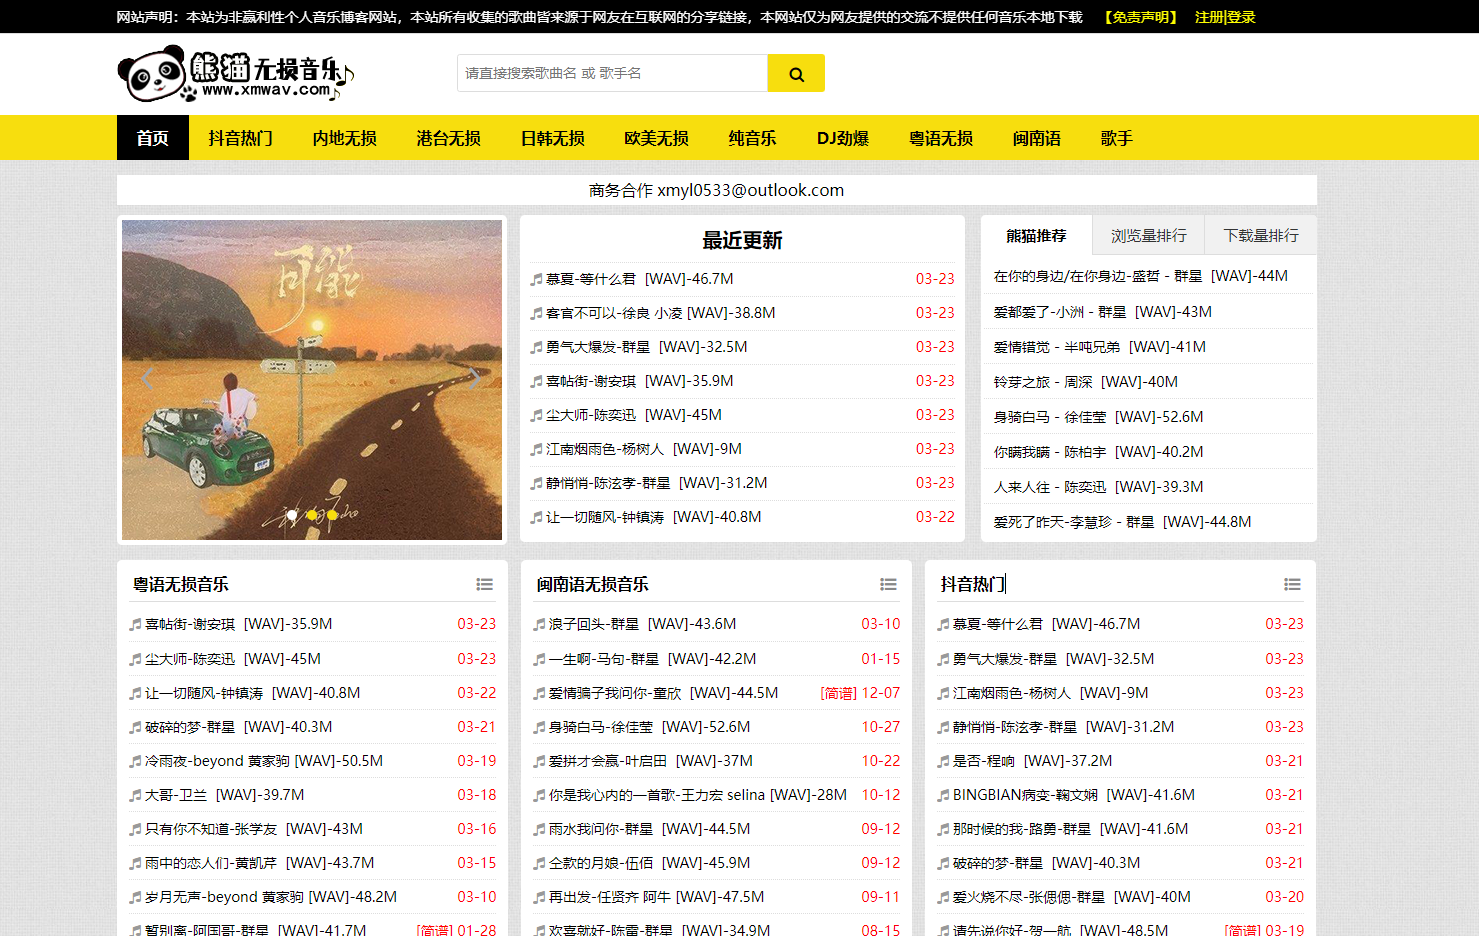 网站声明：本站为非赢利性个人音乐博客网站，本站所有收集的歌曲皆来源于网友在互联网的分享链接，本网站仅为网友提供的交流不提供任何音乐本地下载 【免责声明】 注册|登录
熊猫无损音乐
www.xmwav.com
请直接搜索歌曲名 或 歌手名
首页 抖音热门 内地无损 港台无损 日韩无损 欧美无损 纯音乐 DJ劲爆 粤语无损 闽南语 歌手
商务合作 xmyl0533@outlook.com
可能
最近更新
慕夏-等什么君 [WAV]-46.7M 03-23
客官不可以-徐良 小凌 [WAV]-38.8M 03-23
勇气大爆发-群星 [WAV]-32.5M 03-23
喜帖街-谢安琪 [WAV]-35.9M 03-23
尘大师-陈奕迅 [WAV]-45M 03-23
江南烟雨色-杨树人 [WAV]-9M 03-23
静悄悄-陈泫孝-群星 [WAV]-31.2M 03-23
让一切随风-钟镇涛 [WAV]-40.8M 03-22
熊猫推荐 浏览量排行 下载量排行
在你的身边/在你身边-盛哲 - 群星 [WAV]-44M
爱都爱了-小洲 - 群星 [WAV]-43M
爱情错觉 - 半吨兄弟 [WAV]-41M
铃芽之旅 - 周深 [WAV]-40M
身骑白马 - 徐佳莹 [WAV]-52.6M
你瞒我瞒 - 陈柏宇 [WAV]-40.2M
人来人往 - 陈奕迅 [WAV]-39.3M
爱死了昨天-李慧珍 - 群星 [WAV]-44.8M
粤语无损音乐
喜帖街-谢安琪 [WAV]-35.9M 03-23
尘大师-陈奕迅 [WAV]-45M 03-23
让一切随风-钟镇涛 [WAV]-40.8M 03-22
破碎的梦-群星 [WAV]-40.3M 03-21
冷雨夜-beyond 黄家驹 [WAV]-50.5M 03-19
大哥-卫兰 [WAV]-39.7M 03-18
只有你不知道-张学友 [WAV]-43M 03-16
雨中的恋人们-黄凯芹 [WAV]-43.7M 03-15
岁月无声-beyond 黄家驹 [WAV]-48.2M 03-10
暂别离-阿国哥-群星 [WAV]-41.7M [简谱] 01-28
闽南语无损音乐
浪子回头-群星 [WAV]-43.6M 03-10
一生啊-马句-群星 [WAV]-42.2M 01-15
爱情骗子我问你-童欣 [WAV]-44.5M [简谱] 12-07
身骑白马-徐佳莹 [WAV]-52.6M 10-27
爱拼才会赢-叶启田 [WAV]-37M 10-22
你是我心内的一首歌-王力宏 selina [WAV]-28M 10-12
雨水我问你-群星 [WAV]-44.5M 09-12
仝款的月娘-伍佰 [WAV]-45.9M 09-12
再出发-任贤齐 阿牛 [WAV]-47.5M 09-11
欢喜就好-陈雷-群星 [WAV]-34.9M 08-15
抖音热门
慕夏-等什么君 [WAV]-46.7M 03-23
勇气大爆发-群星 [WAV]-32.5M 03-23
江南烟雨色-杨树人 [WAV]-9M 03-23
静悄悄-陈泫孝-群星 [WAV]-31.2M 03-23
是否-程响 [WAV]-37.2M 03-21
BINGBIAN病变-鞠文娴 [WAV]-41.6M 03-21
那时候的我-路勇-群星 [WAV]-41.6M 03-21
破碎的梦-群星 [WAV]-40.3M 03-21
爱火烧不尽-张偲偲-群星 [WAV]-40M 03-20
请先说你好-贺一航 [WAV]-48.5M [简谱] 03-19